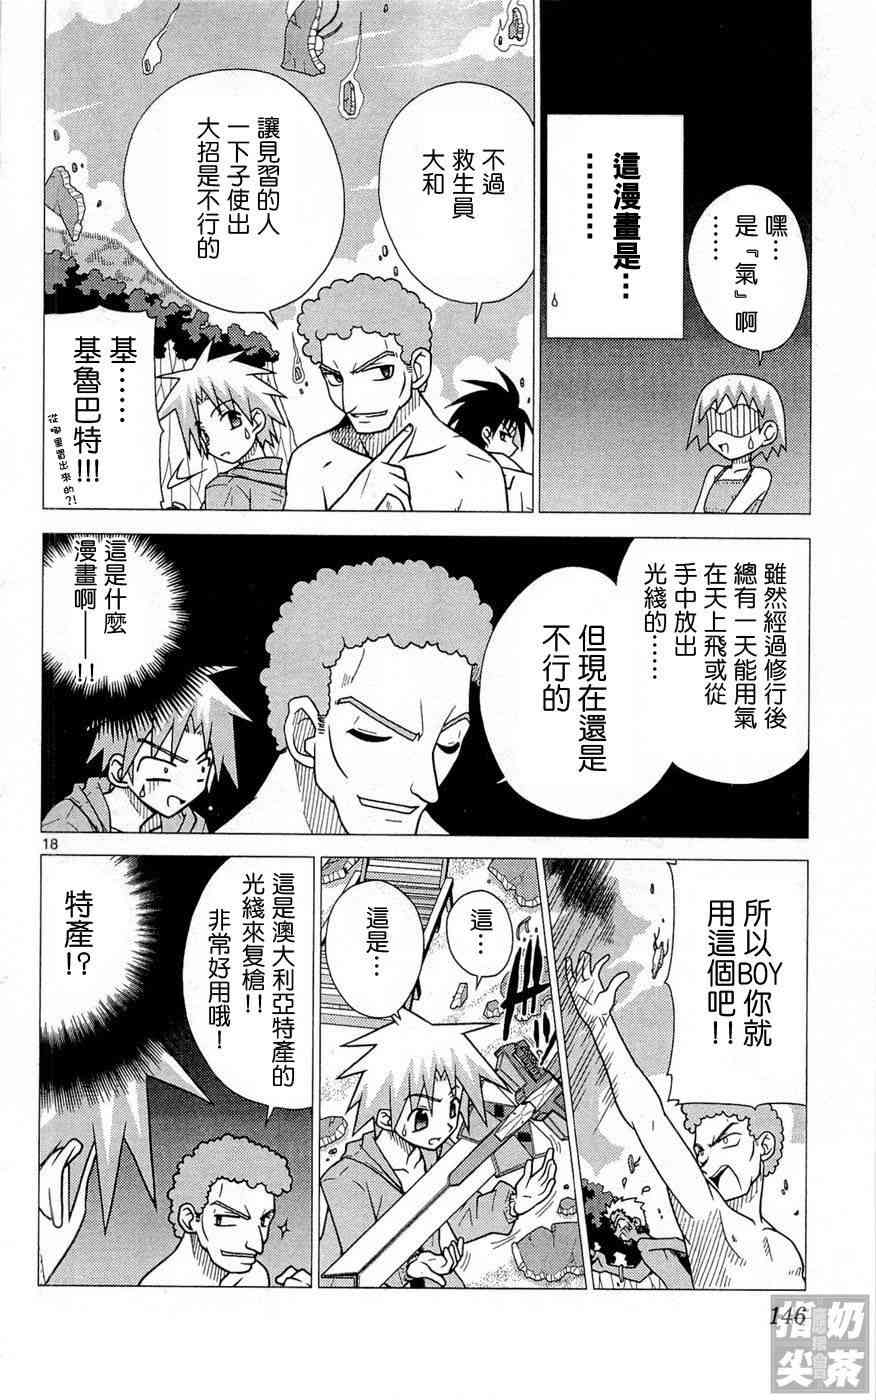 嘿…
是『氣』啊
……
這漫畫是…
………
不過
救生員
大和
讓見習的人
一下子使出
大招是不行的
基……
基魯巴特!!!
從哪里冒出來的?!
雖然經過修行後
總有一天能用氣
在天上飛或從
手中放出
光綫的……
但現在還是
不行的
這是什麼
漫畫啊——!!
18
所以
BOY你就
用這個吧!!
這…
這是…
這是澳大利亞特產的
光綫來复槍!!
非常好用哦!
特產!?
146
指尖
奶茶